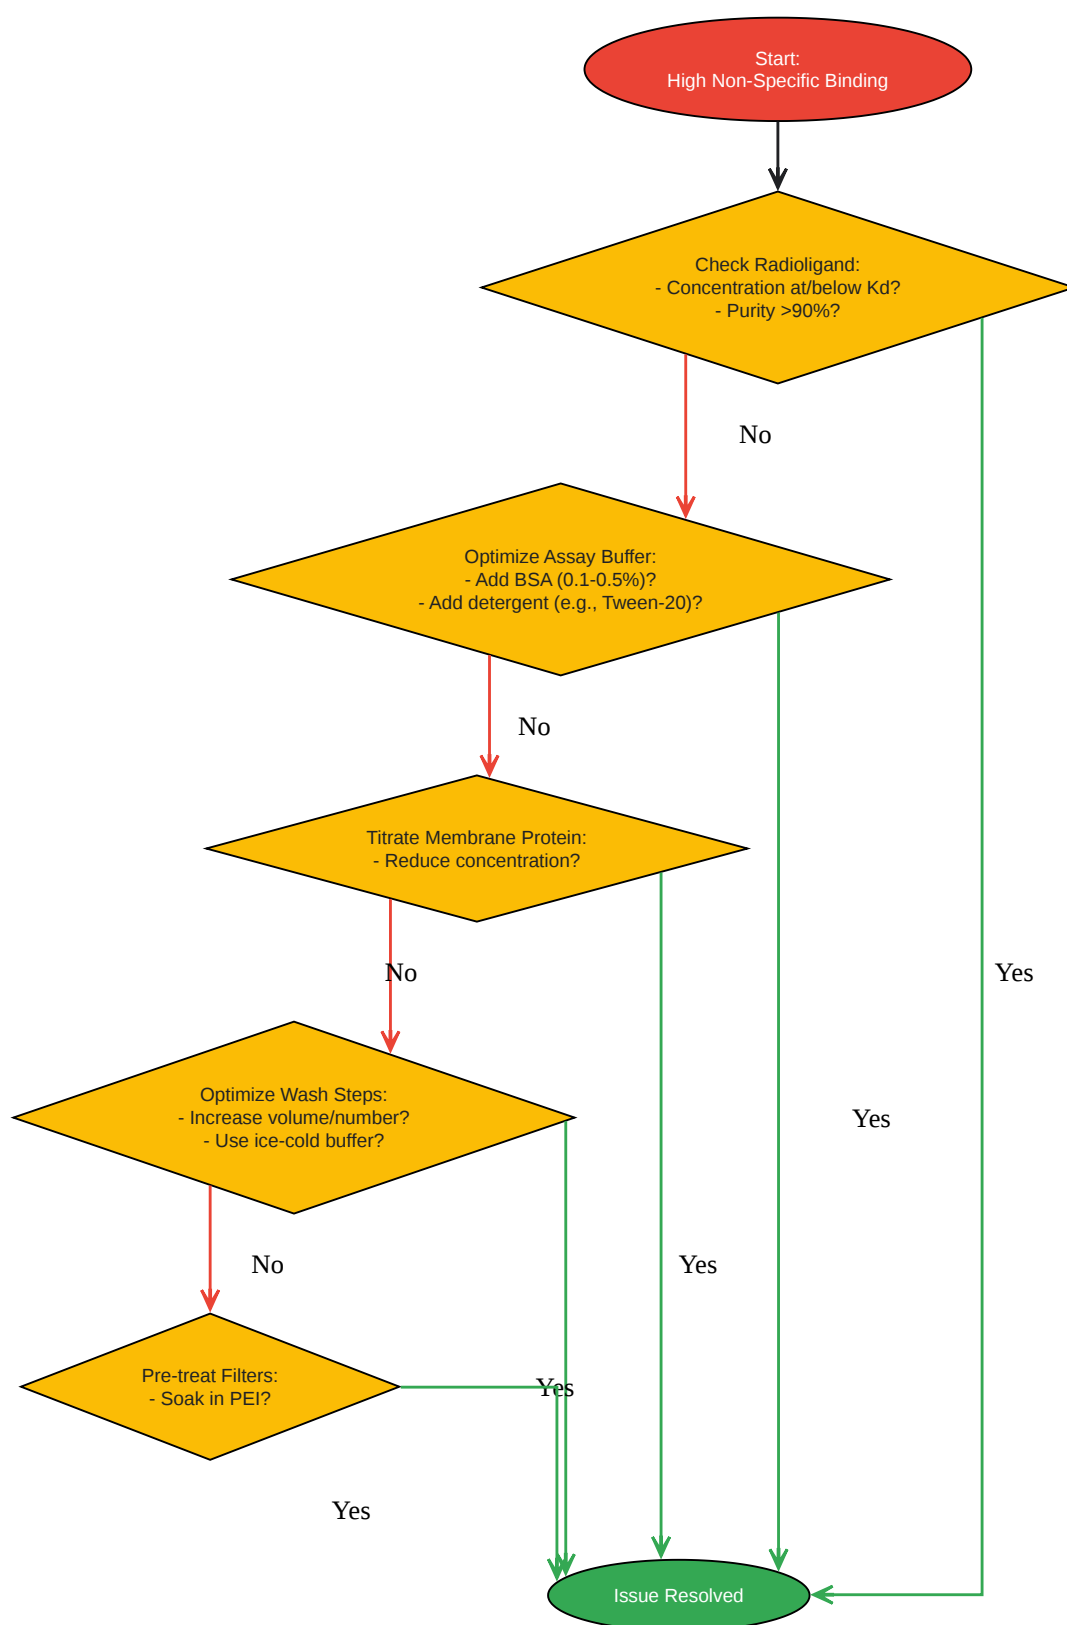 Start:
High Non-Specific Binding
Check Radioligand:
- Concentration at/below Kd?
- Purity >90%?
No
Optimize Assay Buffer:
- Add BSA (0.1-0.5%)?
- Add detergent (e.g., Tween-20)?
No
Titrate Membrane Protein:
- Reduce concentration?
No
Yes
Optimize Wash Steps:
- Increase volume/number?
- Use ice-cold buffer?
Yes
No
Yes
Pre-treat Filters:
- Soak in PEI?
Yes
Yes
Issue Resolved